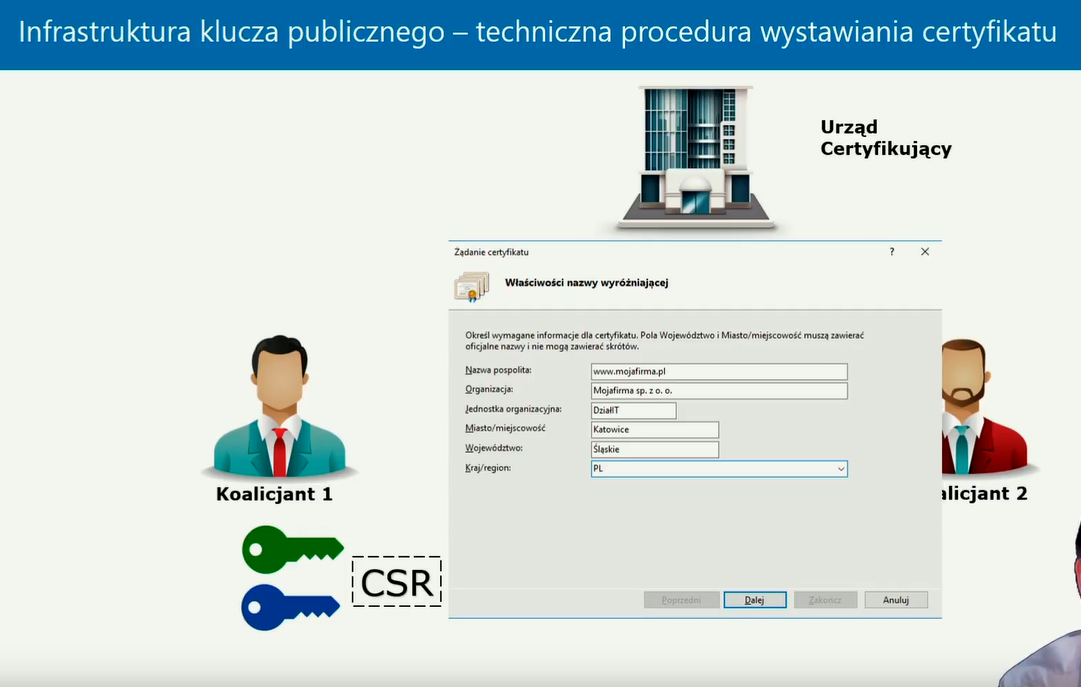 Infrastruktura klucza publicznego – techniczna procedura wystawiania certyfikatu
Urząd
Certyfikujący
Żądanie certyfikatu
?
Właściwości nazwy wyróżniającej
Określ wymagane informacje dla certyfikatu. Pola Województwo i Miasto/miejscowość muszą zawierać
oficjalne nazwy i nie mogą zawierać skrótów.
Nazwa pospolita: www.mojafirma.pl
Organizacja: Mojafirma sp. z o. o.
Jednostka organizacyjna: DziałIT
Miasto/miejscowość Katowice
Województwo: Śląskie
Kraj/region: PL
Koalicjant 1
alicjant 2
CSR
Poprzedni Dalej Zakończ Anuluj